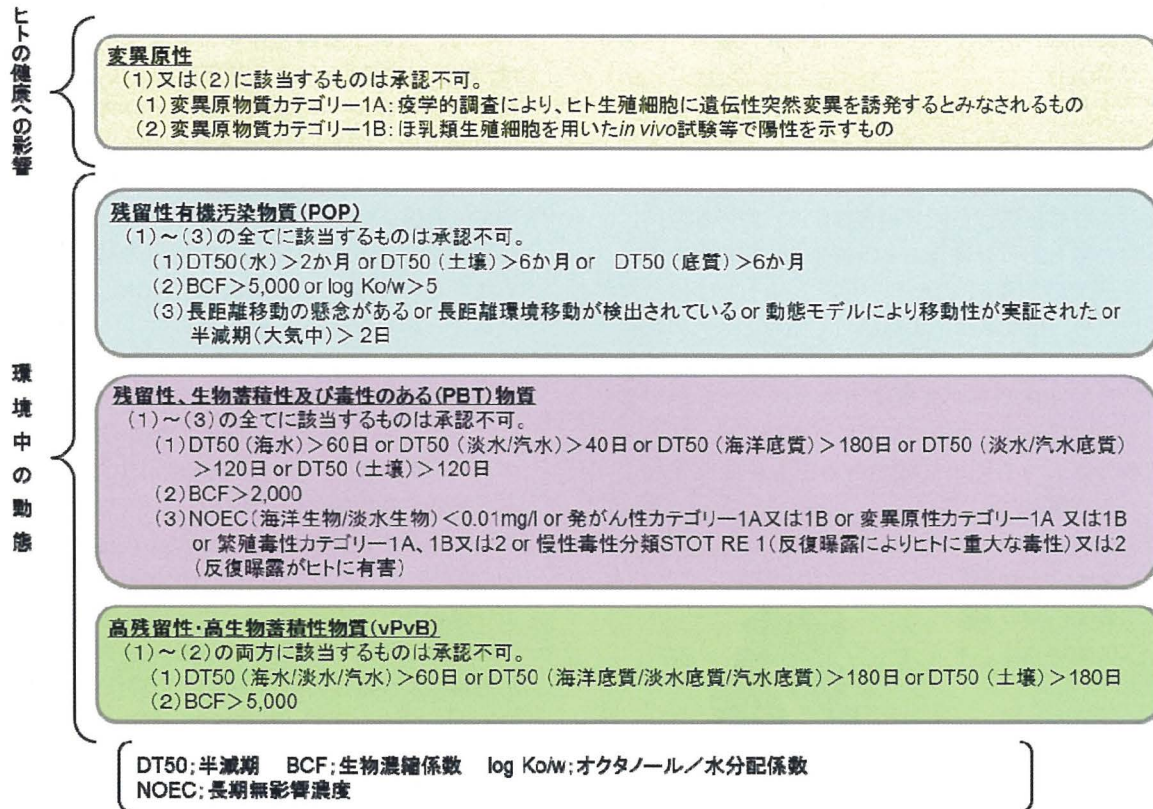 ヒトの健康への影響
変異原性
(1)又は(2)に該当するものは承認不可。
(1)変異原物質カテゴリー1A:疫学的調査により、ヒト生殖細胞に遺伝性突然変異を誘発するとみなされるもの
(2)変異原物質カテゴリー1B:ほ乳類生殖細胞を用いたin vivo試験等で陽性を示すもの
環境中の動態
残留性有機汚染物質(POP)
(1)~(3)の全てに該当するものは承認不可。
(1)DT50(水)>2か月 or DT50 (土壌)>6か月 or DT50 (底質)>6か月
(2)BCF>5,000 or log Ko/w>5
(3)長距離移動の懸念がある or 長距離環境移動が検出されている or 動態モデルにより移動性が実証された or
半減期(大気中)> 2日
残留性、生物蓄積性及び毒性のある(PBT)物質
(1)~(3)の全てに該当するものは承認不可。
(1)DT50 (海水)>60日 or DT50 (淡水/汽水)>40日 or DT50 (海洋底質)>180日 or DT50 (淡水/汽水底質)
>120日 or DT50 (土壌)>120日
(2)BCF>2,000
(3)NOEC(海洋生物/淡水生物)<0.01mg/l or 発がん性カテゴリー1A又は1B or 変異原性カテゴリー1A 又は1B
or 繁殖毒性カテゴリー1A、1B又は2 or 慢性毒性分類STOT RE 1(反復曝露によりヒトに重大な毒性)又は2
(反復曝露がヒトに有害)
高残留性・高生物蓄積性物質(vPvB)
(1)~(2)の両方に該当するものは承認不可。
(1)DT50 (海水/淡水/汽水)>60日 or DT50 (海洋底質/淡水底質/汽水底質)>180日 or DT50 (土壌)>180日
(2)BCF>5,000
DT50;半減期 BCF;生物濃縮係数 log Ko/w;オクタノール/水分配係数
NOEC;長期無影響濃度